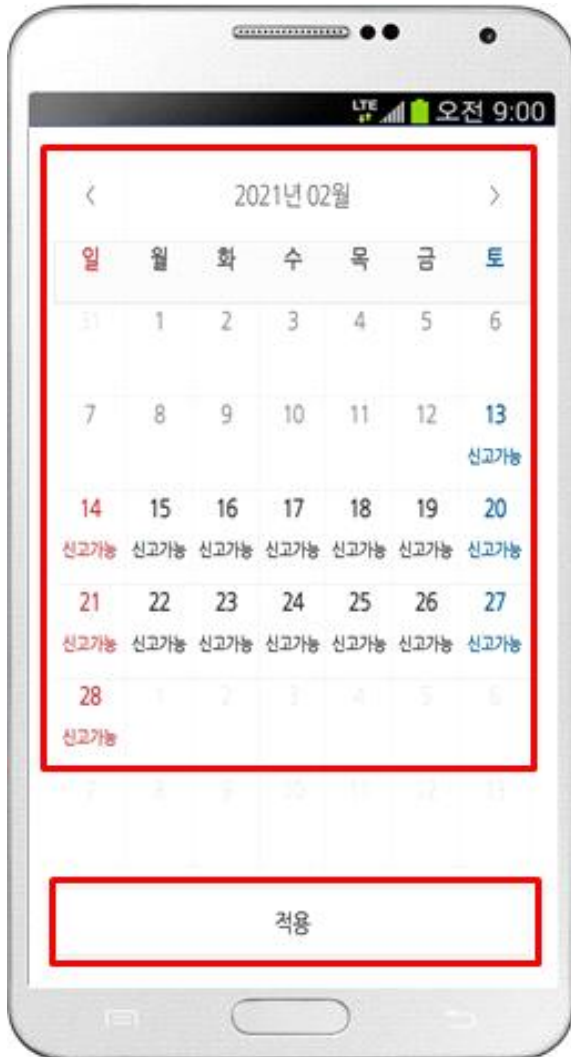 LTE 오전 9:00
< 2021년 02월 >
일 월 화 수 목 금 토
31 1 2 3 4 5 6
7 8 9 10 11 12 13
신고가능
14 15 16 17 18 19 20
신고가능 신고가능 신고가능 신고가능 신고가능 신고가능 신고가능
21 22 23 24 25 26 27
신고가능 신고가능 신고가능 신고가능 신고가능 신고가능 신고가능
28 1 2 3 4 5 6
신고가능
7 8 9 10 11 12 13
적용